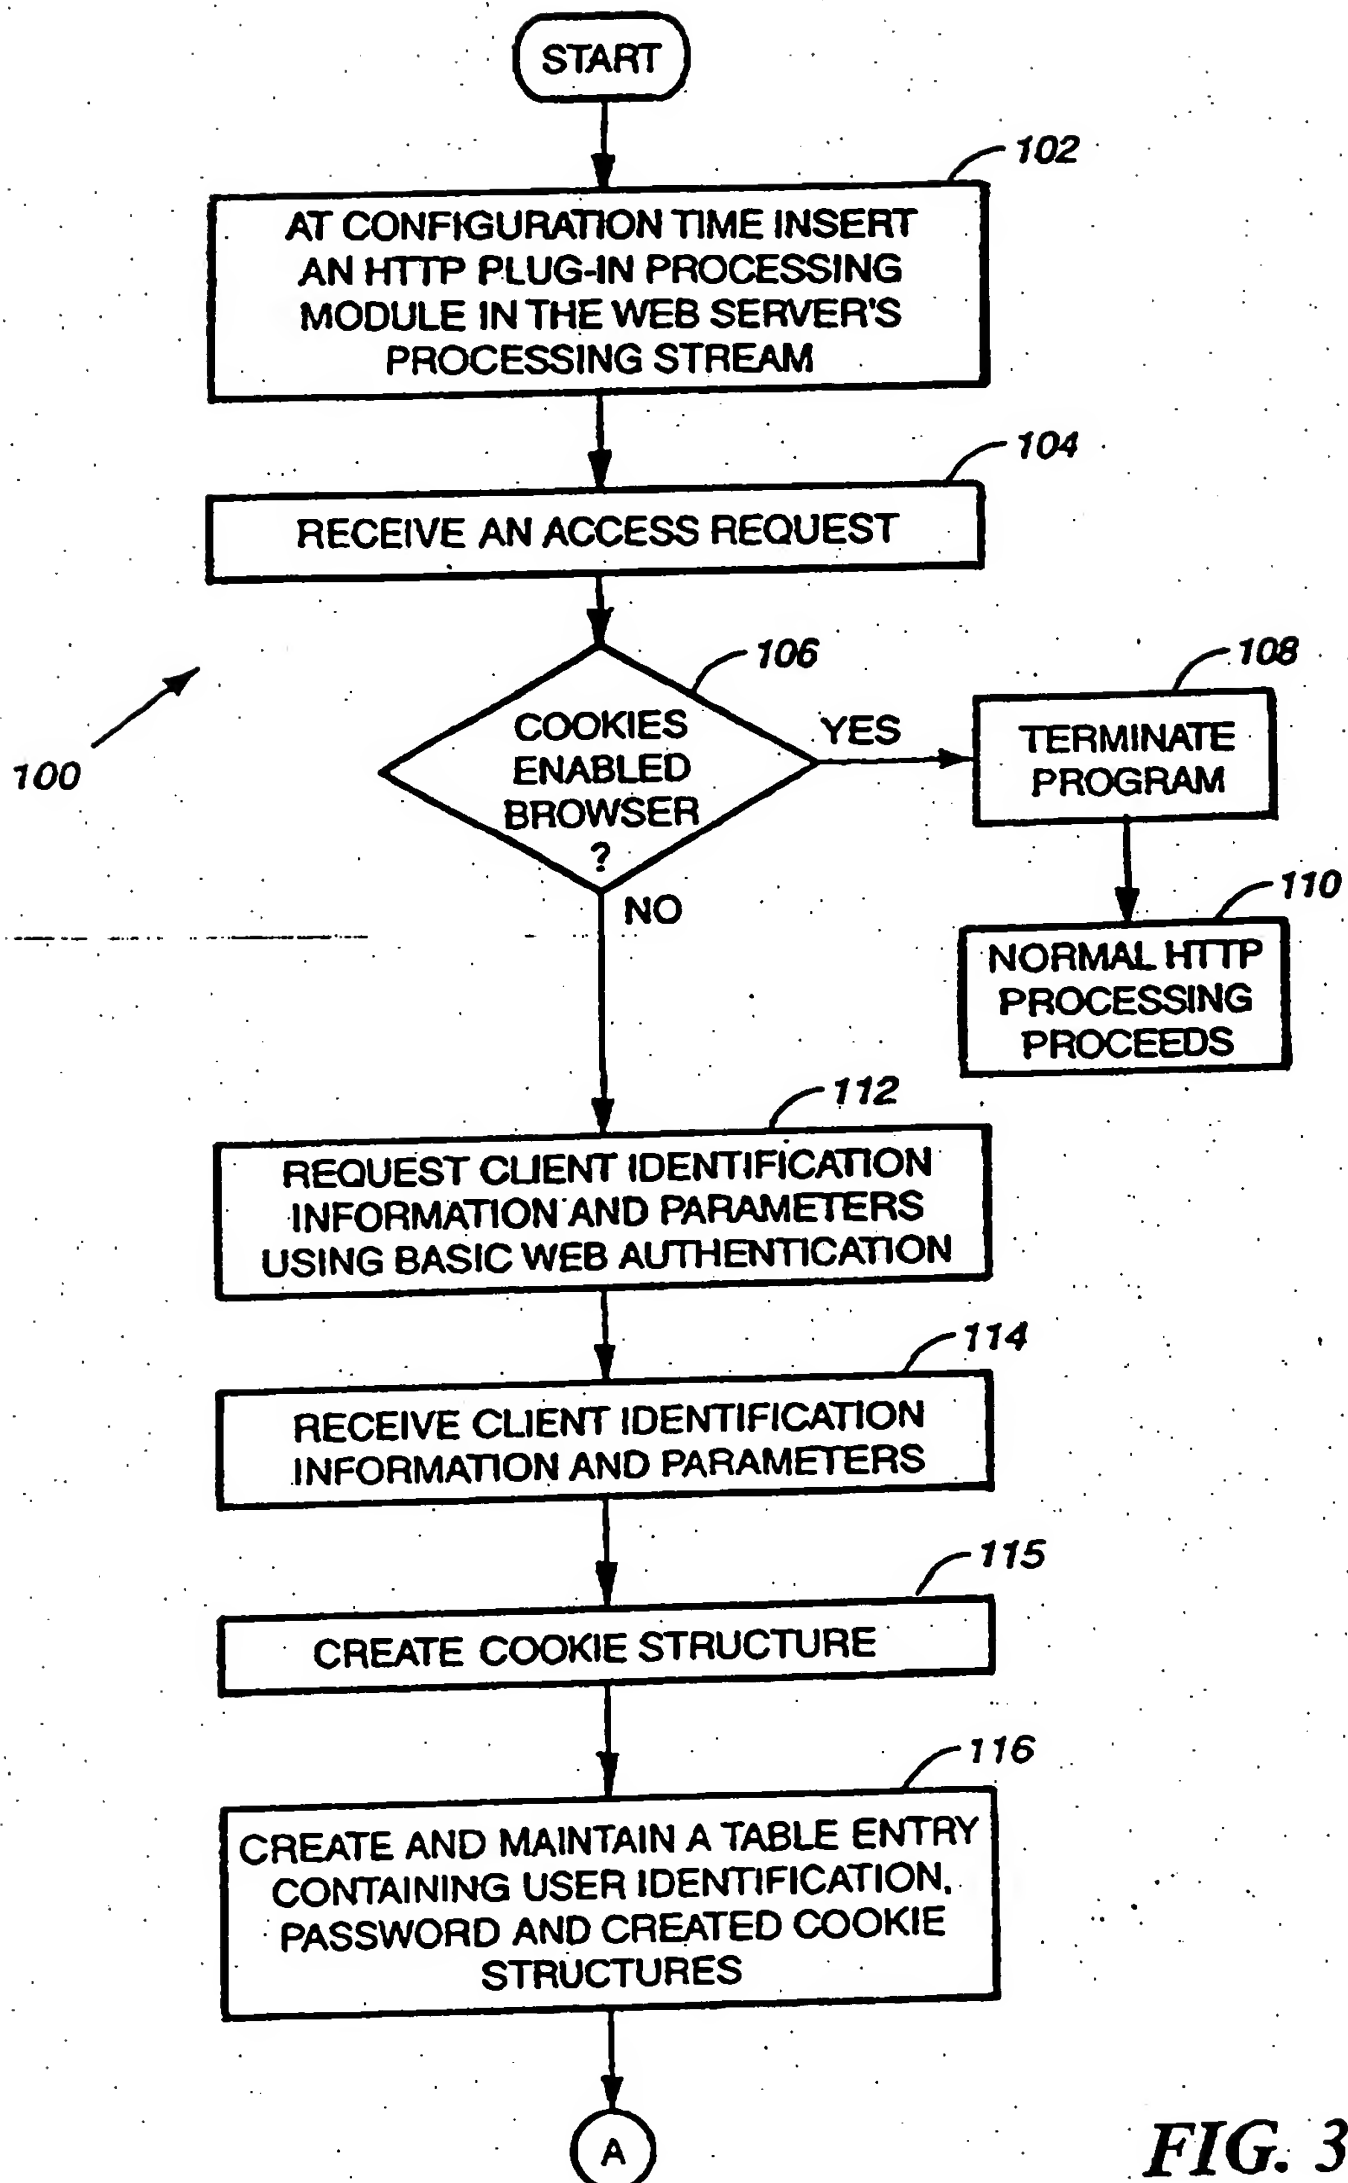 START
102
AT CONFIGURATION TIME INSERT
AN HTTP PLUG-IN PROCESSING
MODULE IN THE WEB SERVER'S
PROCESSING STREAM
104
RECEIVE AN ACCESS REQUEST
106
COOKIES
ENABLED
BROWSER
?
YES
108
TERMINATE
PROGRAM
100
NO
110
NORMAL HTTP
PROCESSING
PROCEEDS
112
REQUEST CLIENT IDENTIFICATION
INFORMATION AND PARAMETERS
USING BASIC WEB AUTHENTICATION
114
RECEIVE CLIENT IDENTIFICATION
INFORMATION AND PARAMETERS
115
CREATE COOKIE STRUCTURE
116
CREATE AND MAINTAIN A TABLE ENTRY
CONTAINING USER IDENTIFICATION,
PASSWORD AND CREATED COOKIE
STRUCTURES
A
FIG. 3